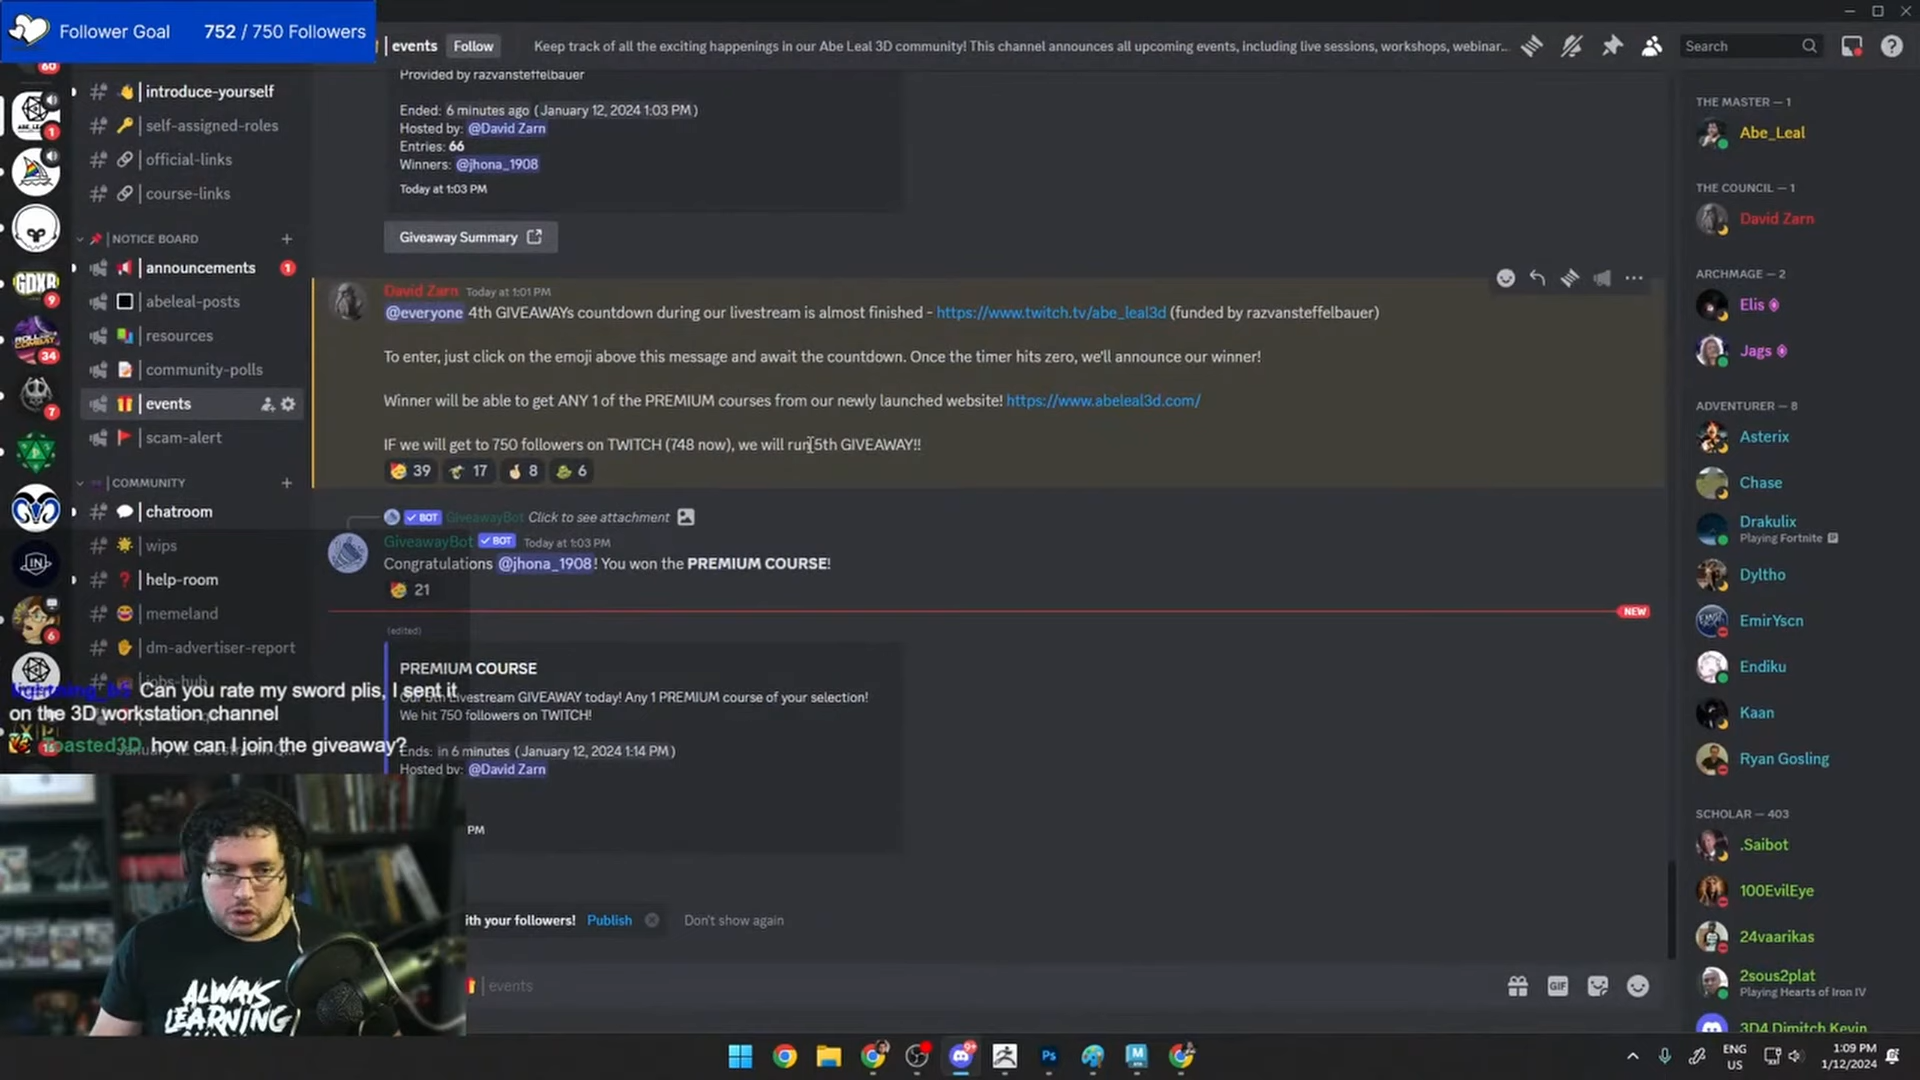 Follower Goal 752 / 750 Followers
events
Follow
Keep track of all the exciting happenings in our Abe Leal 3D community! This channel announces all upcoming events, including live sessions, workshops, webinar...
Search
60
introduce-yourself
self-assigned-roles
official-links
course-links
NOTICE BOARD
announcements
1
abeleal-posts
resources
community-polls
events
scam-alert
COMMUNITY
chatroom
wips
help-room
memeland
dm-advertiser-report
jobs-hub
1
GDXR
9
34
7
IN
6
Can you rate my sword plis, I sent it
on the 3D workstation channel
Toasted3D how can I join the giveaway?
Provided by razvansteffelbauer
Ended: 6 minutes ago (January 12, 2024 1:03 PM)
Hosted by: @David Zarn
Entries: 66
Winners: @jhona_1908
Today at 1:03 PM
Giveaway Summary
David Zarn Today at 1:01 PM
@everyone 4th GIVEAWAYs countdown during our livestream is almost finished - https://www.twitch.tv/abe_leal3d (funded by razvansteffelbauer)
To enter, just click on the emoji above this message and await the countdown. Once the timer hits zero, we'll announce our winner!
Winner will be able to get ANY 1 of the PREMIUM courses from our newly launched website! https://www.abeleal3d.com/
IF we will get to 750 followers on TWITCH (748 now), we will run 5th GIVEAWAY!!
39 17 8 6
BOT GiveawayBot Click to see attachment
GiveawayBot BOT Today at 1:03 PM
Congratulations @jhona_1908! You won the PREMIUM COURSE!
21
NEW
(edited)
PREMIUM COURSE
Livestream GIVEAWAY today! Any 1 PREMIUM course of your selection!
We hit 750 followers on TWITCH!
Ends: in 6 minutes (January 12, 2024 1:14 PM)
Hosted by: @David Zarn
PM
ith your followers! Publish Don't show again
events
GIF
THE MASTER — 1
Abe_Leal
THE COUNCIL — 1
David Zarn
ARCHMAGE — 2
Elis
Jags
ADVENTURER — 8
Asterix
Chase
Drakulix
Playing Fortnite
Dyltho
EmirYscn
Endiku
Kaan
Ryan Gosling
SCHOLAR — 403
.Saibot
100EvilEye
24vaarikas
2sous2plat
Playing Hearts of Iron IV
3D4 Dimitch Kevin
ALWAYS
LEARNING
9+
Ps
M
ENG
US
1:09 PM
1/12/2024